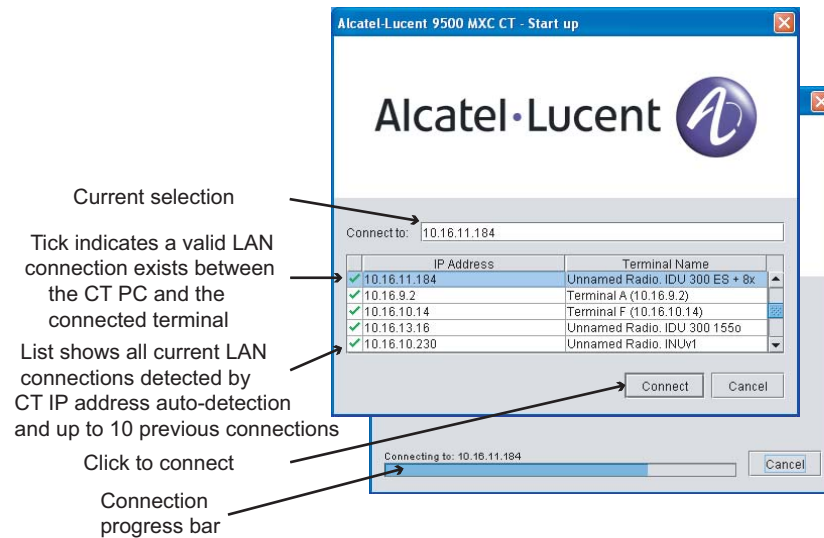 Alcatel-Lucent 9500 MXC CT - Start up
Alcatel·Lucent
Current selection
Connect to: 10.16.11.184
Tick indicates a valid LAN
connection exists between
the CT PC and the
connected terminal
IP Address Terminal Name
10.16.11.184 Unnamed Radio. IDU 300 ES + 8x
10.16.9.2 Terminal A (10.16.9.2)
10.16.10.14 Terminal F (10.16.10.14)
10.16.13.16 Unnamed Radio. IDU 300 155o
10.16.10.230 Unnamed Radio. INUv1
List shows all current LAN
connections detected by
CT IP address auto-detection
and up to 10 previous connections
Connect Cancel
Click to connect
Connecting to: 10.16.11.184
Cancel
Connection
progress bar